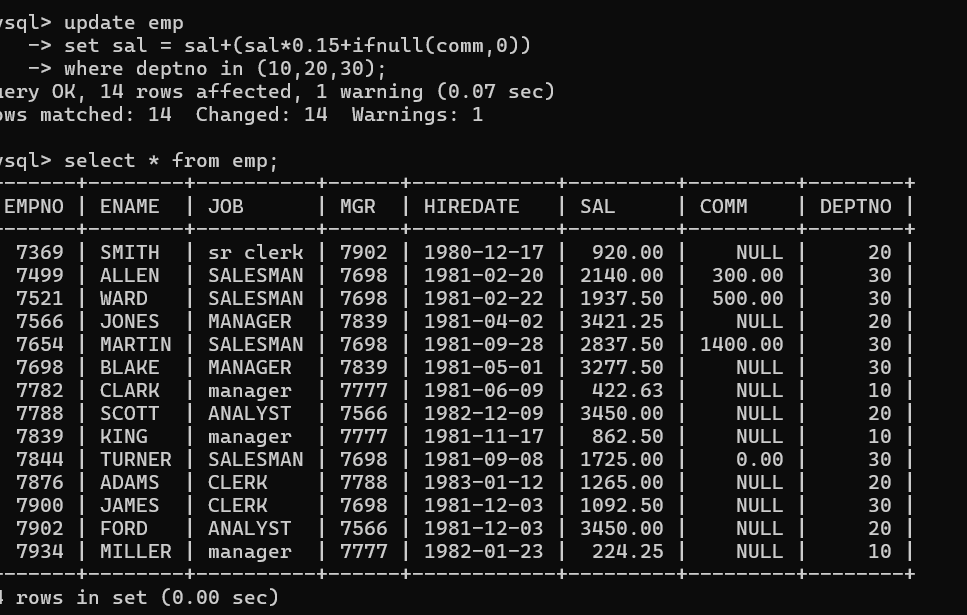 ysql> update emp
   -> set sal = sal+(sal*0.15+ifnull(comm,0))
   -> where deptno in (10,20,30);
uery OK, 14 rows affected, 1 warning (0.07 sec)
ows matched: 14  Changed: 14  Warnings: 1
ysql> select * from emp;
-------+--------+----------+------+------------+---------+---------+--------+
 EMPNO | ENAME  | JOB      | MGR  | HIREDATE   | SAL     | COMM    | DEPTNO |
-------+--------+----------+------+------------+---------+---------+--------+
  7369 | SMITH  | sr clerk | 7902 | 1980-12-17 |  920.00 |    NULL |     20 |
  7499 | ALLEN  | SALESMAN | 7698 | 1981-02-20 | 2140.00 |  300.00 |     30 |
  7521 | WARD   | SALESMAN | 7698 | 1981-02-22 | 1937.50 |  500.00 |     30 |
  7566 | JONES  | MANAGER  | 7839 | 1981-04-02 | 3421.25 |    NULL |     20 |
  7654 | MARTIN | SALESMAN | 7698 | 1981-09-28 | 2837.50 | 1400.00 |     30 |
  7698 | BLAKE  | MANAGER  | 7839 | 1981-05-01 | 3277.50 |    NULL |     30 |
  7782 | CLARK  | manager  | 7777 | 1981-06-09 |  422.63 |    NULL |     10 |
  7788 | SCOTT  | ANALYST  | 7566 | 1982-12-09 | 3450.00 |    NULL |     20 |
  7839 | KING   | manager  | 7777 | 1981-11-17 |  862.50 |    NULL |     10 |
  7844 | TURNER | SALESMAN | 7698 | 1981-09-08 | 1725.00 |    0.00 |     30 |
  7876 | ADAMS  | CLERK    | 7788 | 1983-01-12 | 1265.00 |    NULL |     20 |
  7900 | JAMES  | CLERK    | 7698 | 1981-12-03 | 1092.50 |    NULL |     30 |
  7902 | FORD   | ANALYST  | 7566 | 1981-12-03 | 3450.00 |    NULL |     20 |
  7934 | MILLER | manager  | 7777 | 1982-01-23 |  224.25 |    NULL |     10 |
-------+--------+----------+------+------------+---------+---------+--------+
4 rows in set (0.00 sec)